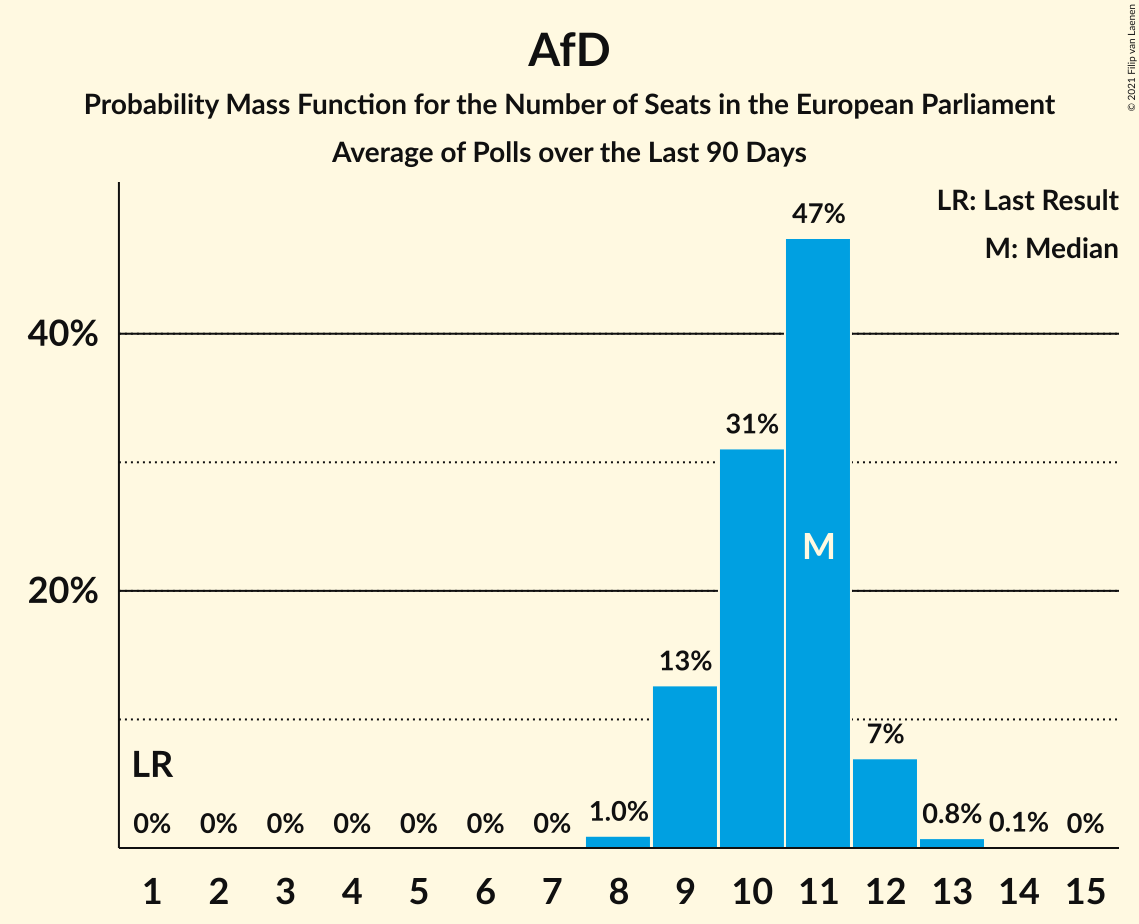 AfD
Probability Mass Function for the Number of Seats in the European Parliament
Average of Polls over the Last 90 Days
© 2021 Filip van Laenen
LR: Last Result
M: Median
47%
40%
31%
M
20%
13%
7%
LR
0% 0% 0% 0% 0% 0% 0% 1.0% 0.8% 0.1% 0%
1 2 3 4 5 6 7 8 9 10 11 12 13 14 15